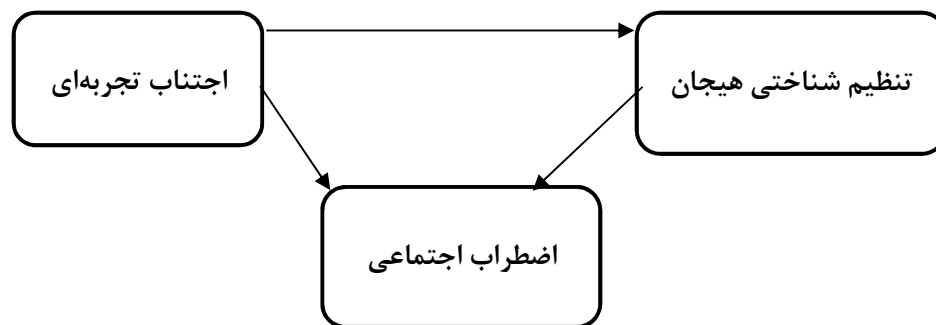 تنظیم شناختی هیجان
اجتناب تجربه‌ای
اضطراب اجتماعی